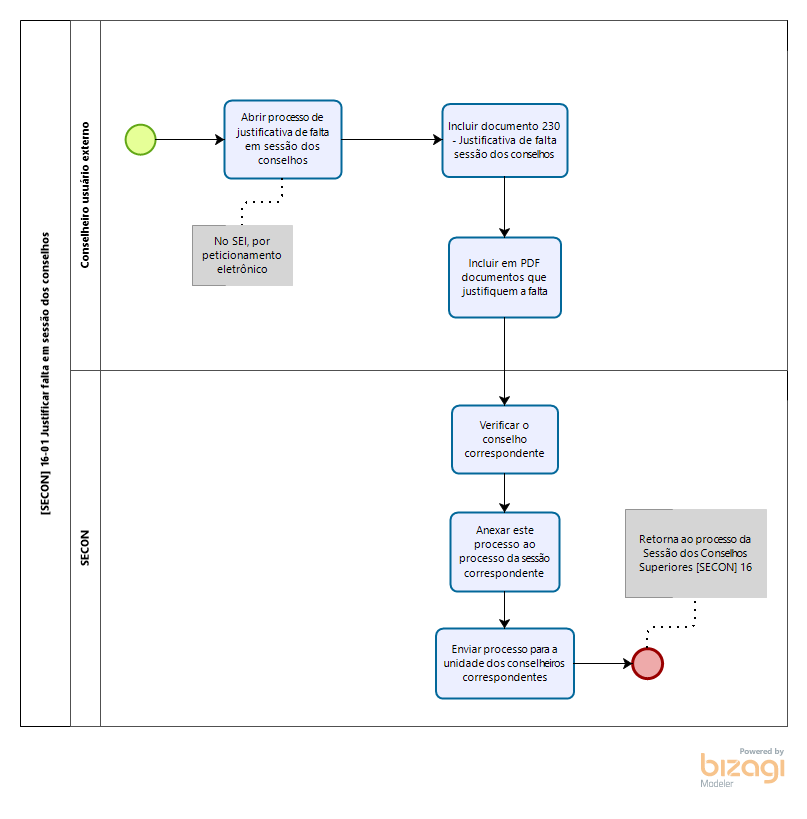 [SECON] 16-01 Justificar falta em sessão dos conselhos
Conselheiro usuário externo
Abrir processo de
justificativa de falta
em sessão dos
conselhos
Incluir documento 230
- Justificativa de falta
sessão dos conselhos
No SEI, por
peticionamento
eletrônico
Incluir em PDF
documentos que
justifiquem a falta
SECON
Verificar o
conselho
correspondente
Anexar este
processo ao
processo da sessão
correspondente
Retorna ao processo da
Sessão dos Conselhos
Superiores [SECON] 16
Enviar processo para a
unidade dos conselheiros
correspondentes
Powered by
bizagi
Modeler